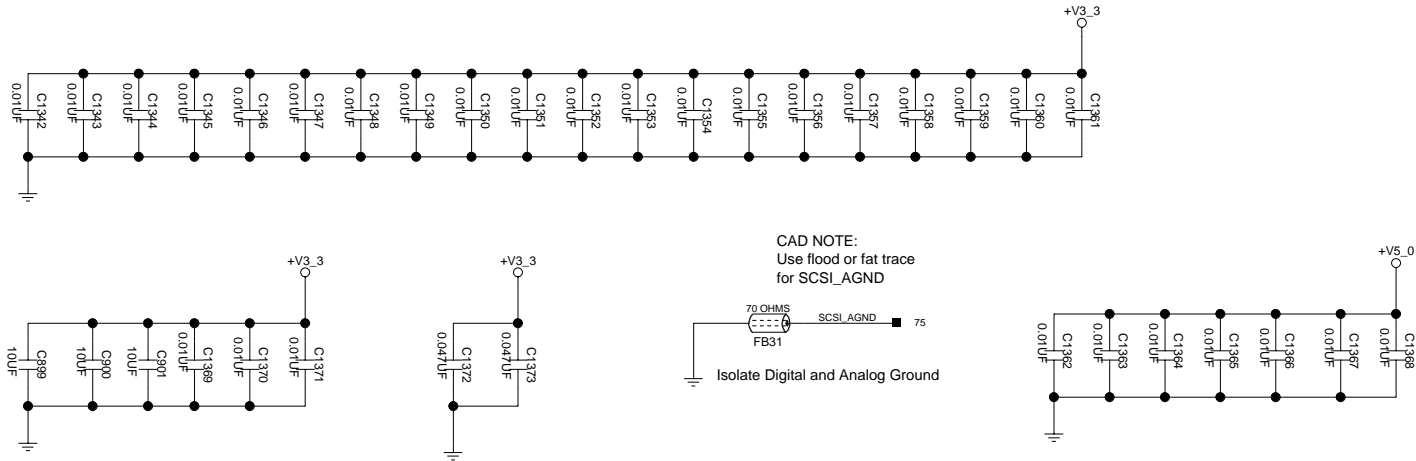 +V3_3
C1342
0.01UF
C1343
0.01UF
C1344
0.01UF
C1345
0.01UF
C1346
0.01UF
C1347
0.01UF
C1348
0.01UF
C1349
0.01UF
C1350
0.01UF
C1351
0.01UF
C1352
0.01UF
C1353
0.01UF
C1354
0.01UF
C1355
0.01UF
C1356
0.01UF
C1357
0.01UF
C1358
0.01UF
C1359
0.01UF
C1360
0.01UF
C1361
0.01UF
+V3_3
C899
10UF
C900
10UF
C901
10UF
C1369
0.01UF
C1370
0.01UF
C1371
0.01UF
+V3_3
C1372
0.047UF
C1373
0.047UF
CAD NOTE:
Use flood or fat trace
for SCSI_AGND
70 OHMS
SCSI_AGND
75
FB31
Isolate Digital and Analog Ground
+V5_0
C1362
0.01UF
C1363
0.01UF
C1364
0.01UF
C1365
0.01UF
C1366
0.01UF
C1367
0.01UF
C1368
0.01UF